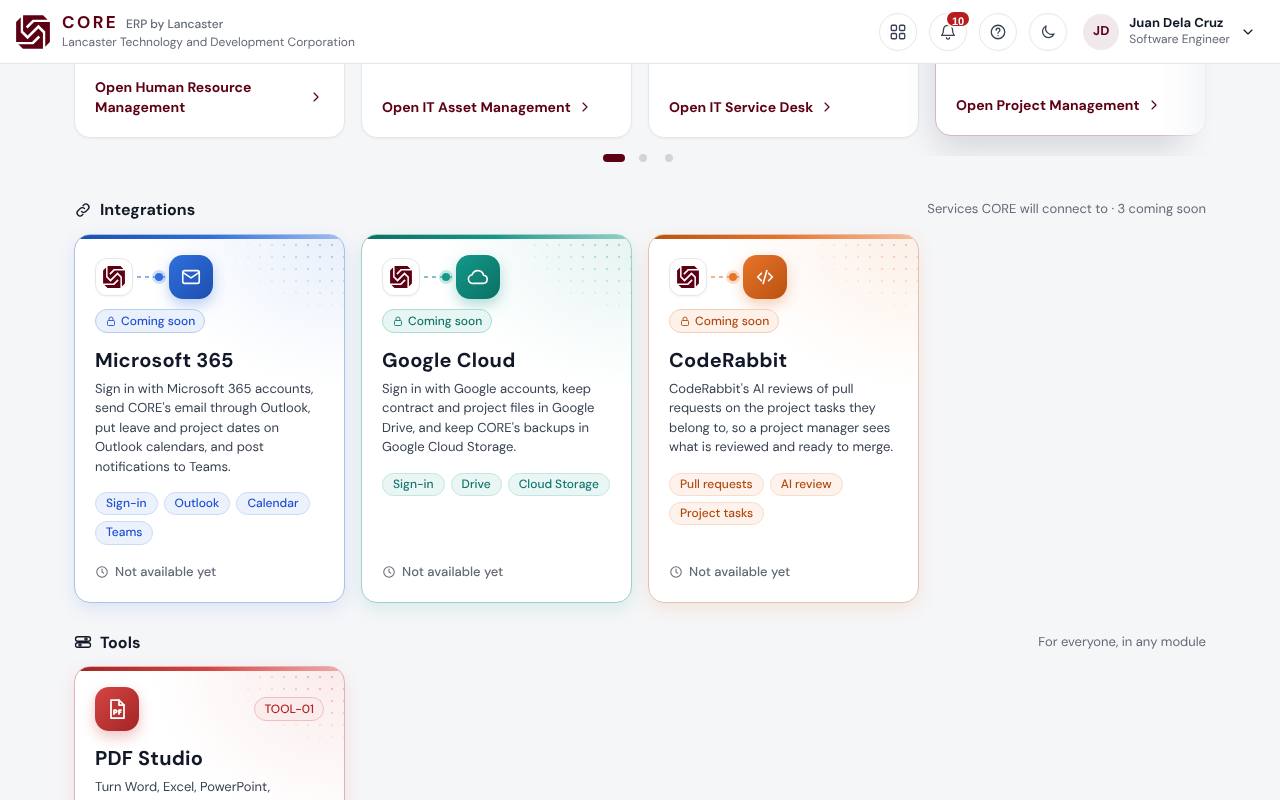 CORE ERP by Lancaster
Lancaster Technology and Development Corporation
10
JD
Juan Dela Cruz
Software Engineer
Open Human Resource
Management
Open IT Asset Management
Open IT Service Desk
Open Project Management
Integrations
Services CORE will connect to · 3 coming soon
Coming soon
Microsoft 365
Sign in with Microsoft 365 accounts,
send CORE's email through Outlook,
put leave and project dates on
Outlook calendars, and post
notifications to Teams.
Sign-in Outlook Calendar
Teams
Not available yet
Coming soon
Google Cloud
Sign in with Google accounts, keep
contract and project files in Google
Drive, and keep CORE's backups in
Google Cloud Storage.
Sign-in Drive Cloud Storage
Not available yet
Coming soon
CodeRabbit
CodeRabbit's AI reviews of pull
requests on the project tasks they
belong to, so a project manager sees
what is reviewed and ready to merge.
Pull requests AI review
Project tasks
Not available yet
Tools
For everyone, in any module
PF
TOOL-01
PDF Studio
Turn Word, Excel, PowerPoint,